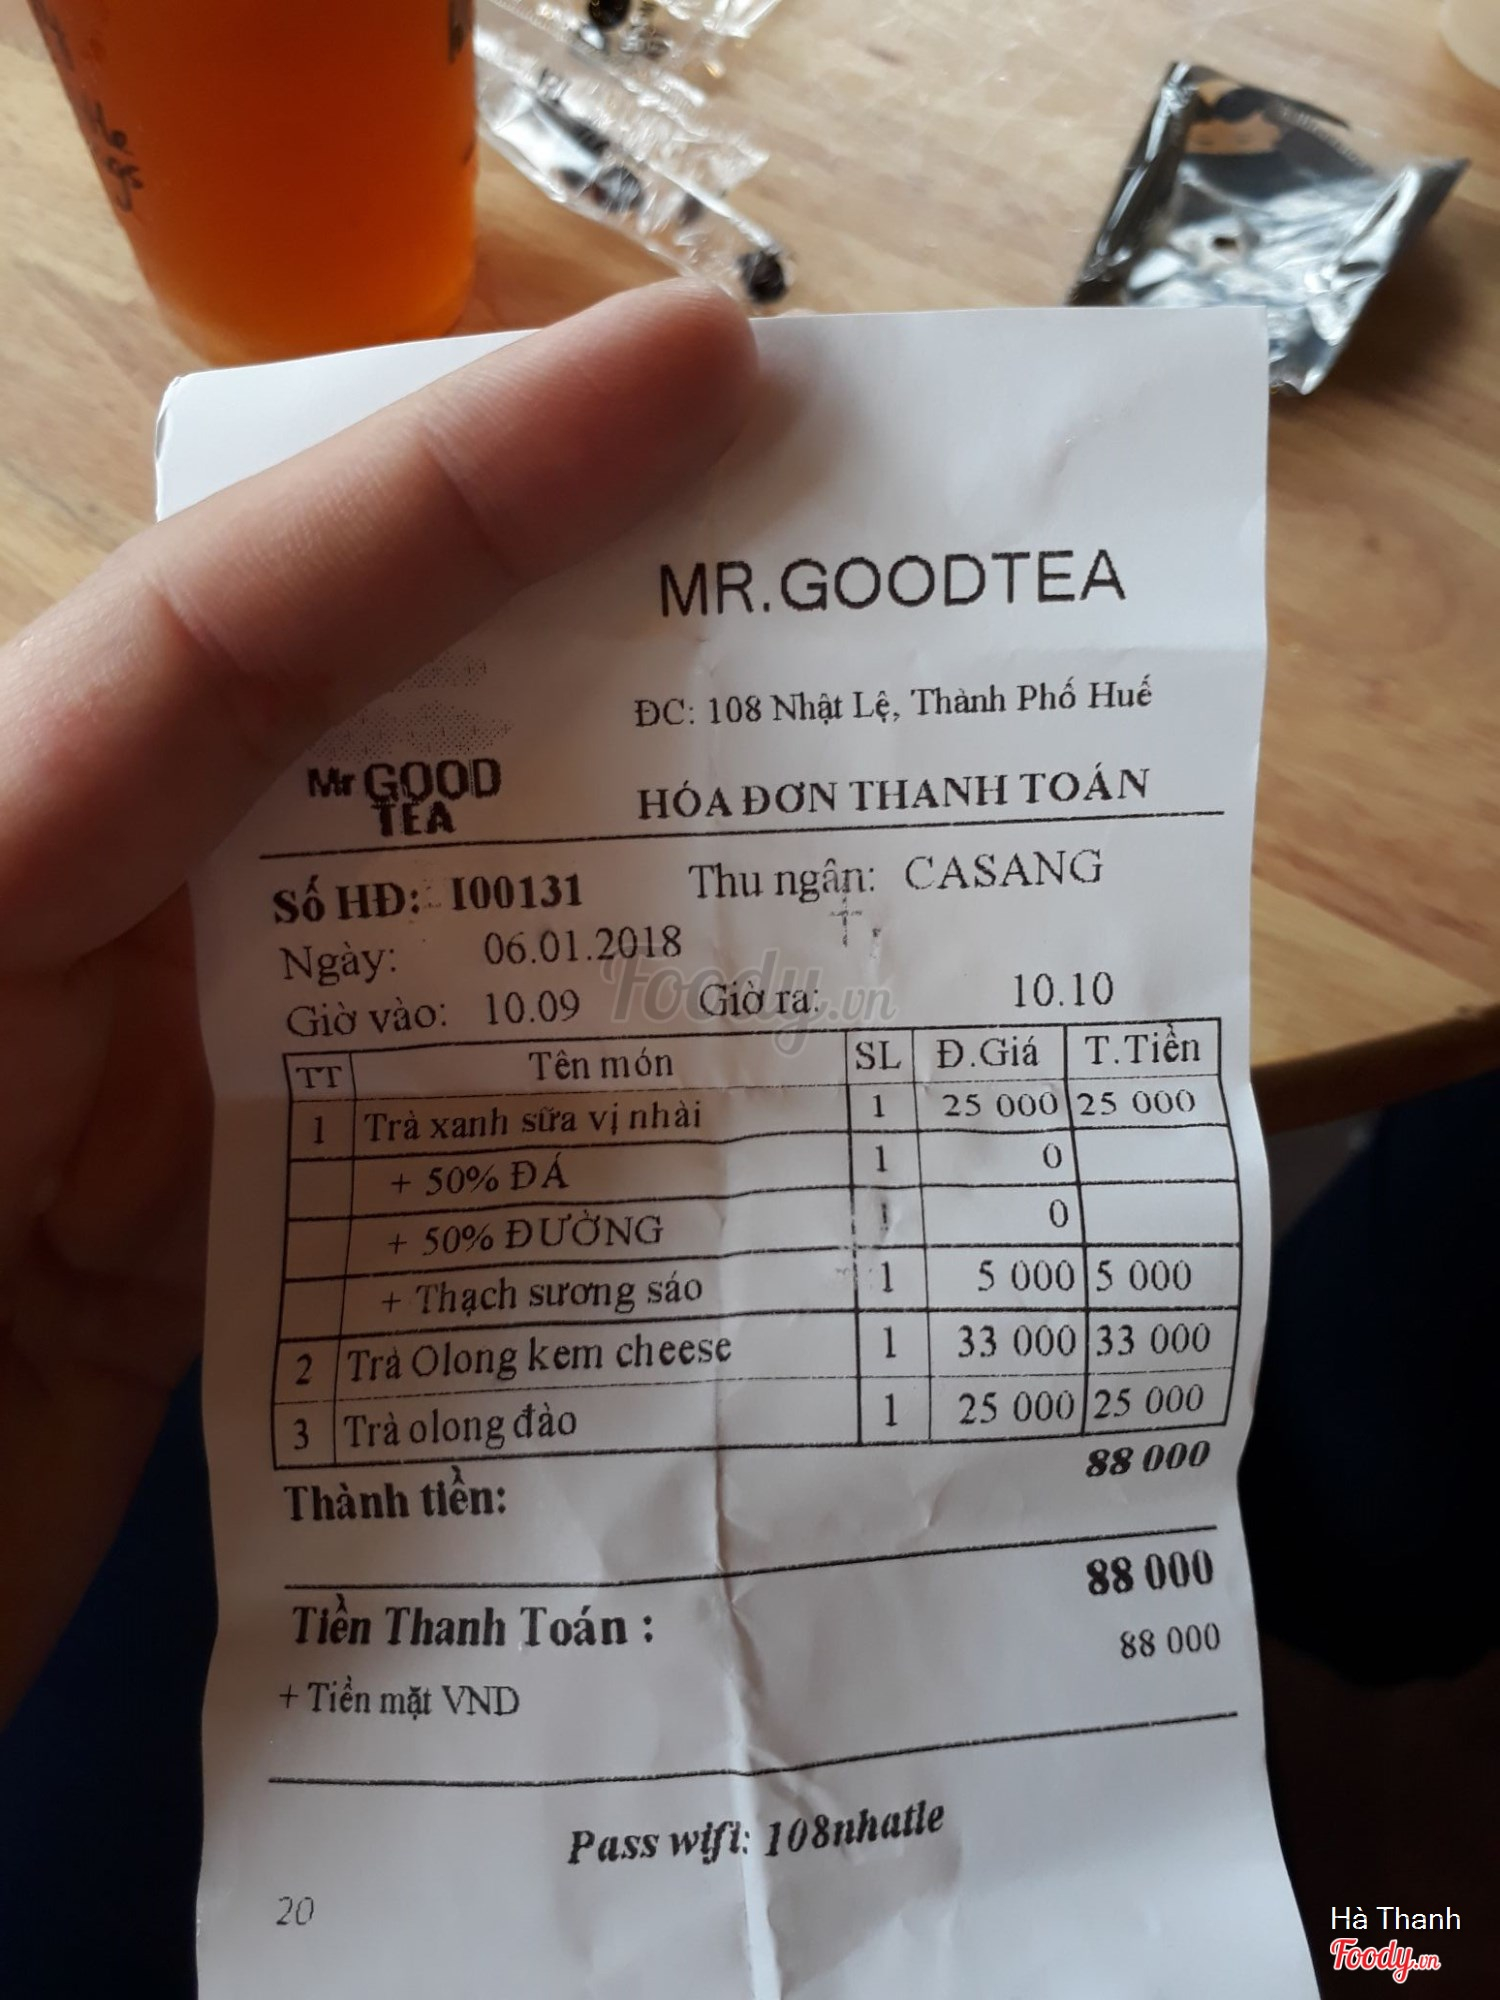 MR.GOODTEA
ĐC: 108 Nhật Lệ, Thành Phố Huế
Mr GOOD
TEA
HÓA ĐƠN THANH TOÁN
Số HĐ: I00131 Thu ngân: CASANG
Ngày: 06.01.2018
Giờ vào: 10.09 Giờ ra: 10.10
Foody.vn
TT Tên món SL Đ.Giá T.Tiền
1 Trà xanh sữa vị nhài 1 25 000 25 000
+ 50% ĐÁ 1 0
+ 50% ĐƯỜNG 1 0
+ Thạch sương sáo 1 5 000 5 000
2 Trà Olong kem cheese 1 33 000 33 000
3 Trà olong đào 1 25 000 25 000
Thành tiền: 88 000
Tiền Thanh Toán : 88 000
+ Tiền mặt VND 88 000
Pass wifi: 108nhatle
20
Hà Thanh
Foody.vn